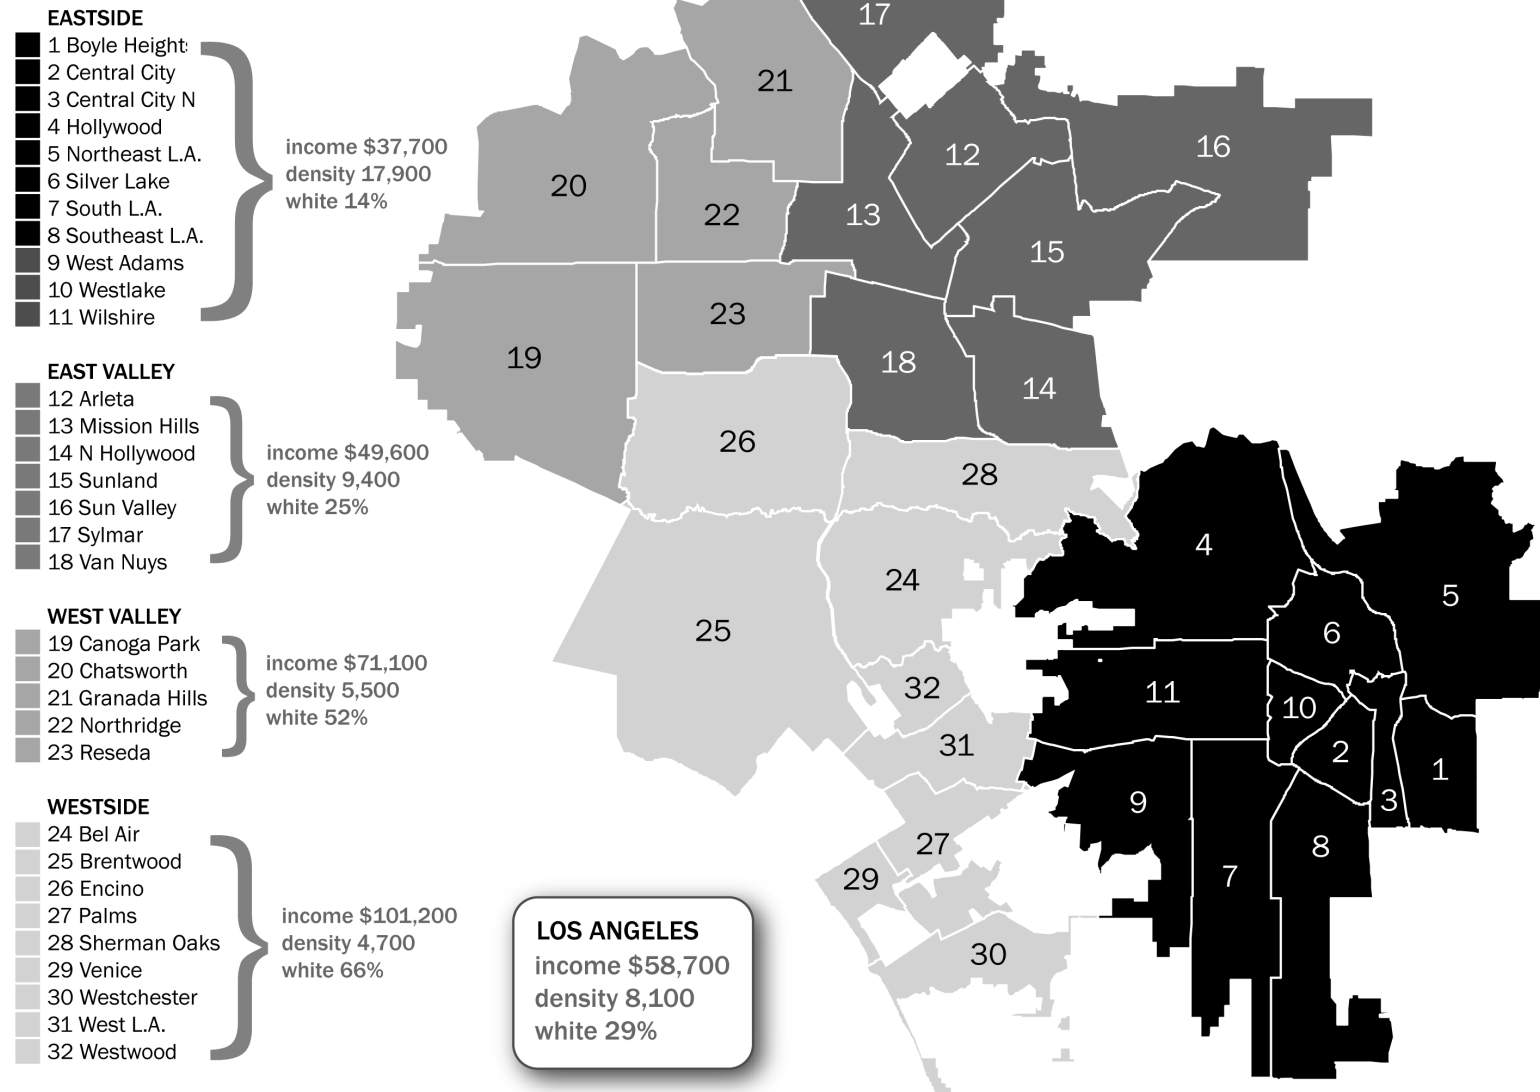 EASTSIDE
1 Boyle Heights
2 Central City
3 Central City N
4 Hollywood
5 Northeast L.A.
6 Silver Lake
7 South L.A.
8 Southeast L.A.
9 West Adams
10 Westlake
11 Wilshire
income $37,700
density 17,900
white 14%
EAST VALLEY
12 Arleta
13 Mission Hills
14 N Hollywood
15 Sunland
16 Sun Valley
17 Sylmar
18 Van Nuys
income $49,600
density 9,400
white 25%
WEST VALLEY
19 Canoga Park
20 Chatsworth
21 Granada Hills
22 Northridge
23 Reseda
income $71,100
density 5,500
white 52%
WESTSIDE
24 Bel Air
25 Brentwood
26 Encino
27 Palms
28 Sherman Oaks
29 Venice
30 Westchester
31 West L.A.
32 Westwood
income $101,200
density 4,700
white 66%
LOS ANGELES
income $58,700
density 8,100
white 29%
17
21
12
16
20
22
13
15
23
19
18
14
26
28
4
24
5
25
6
32
11
10
31
2
1
9
3
27
8
29
7
30